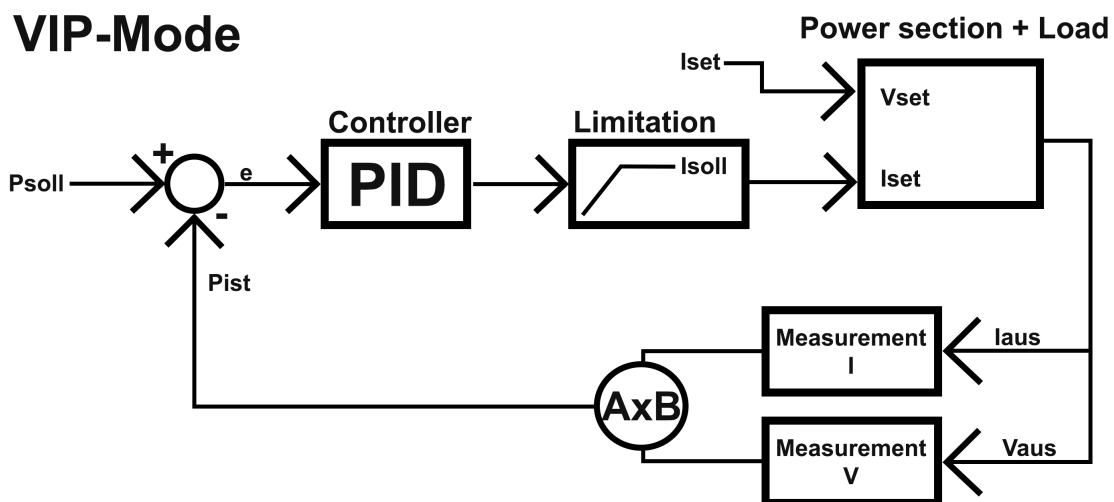 VIP-Mode
Power section + Load
Iset
Vset
Controller
Limitation
+
Psoll
e
PID
Isoll
Iset
-
Pist
Measurement
I
Iaus
AxB
Measurement
V
Vaus